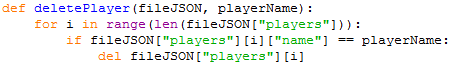 def deletePlayer(fileJSON, playerName):
    for i in range(len(fileJSON["players"])):
        if fileJSON["players"][i]["name"] == playerName:
            del fileJSON["players"][i]